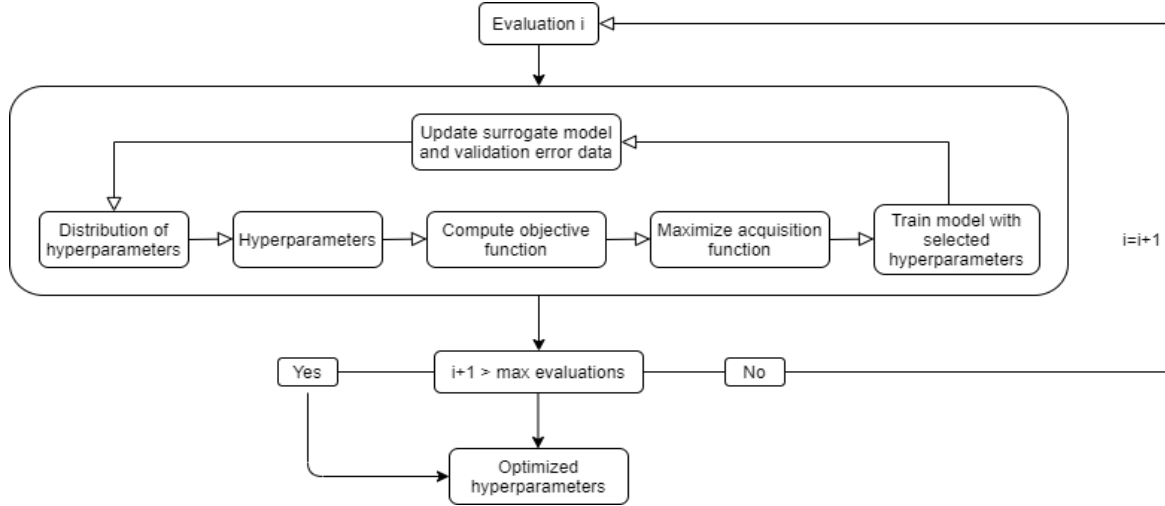 Evaluation i
Update surrogate model
and validation error data
Distribution of
hyperparameters
Hyperparameters
Compute objective
function
Maximize acquisition
function
Train model with
selected
hyperparameters
i=i+1
Yes
i+1 > max evaluations
No
Optimized
hyperparameters